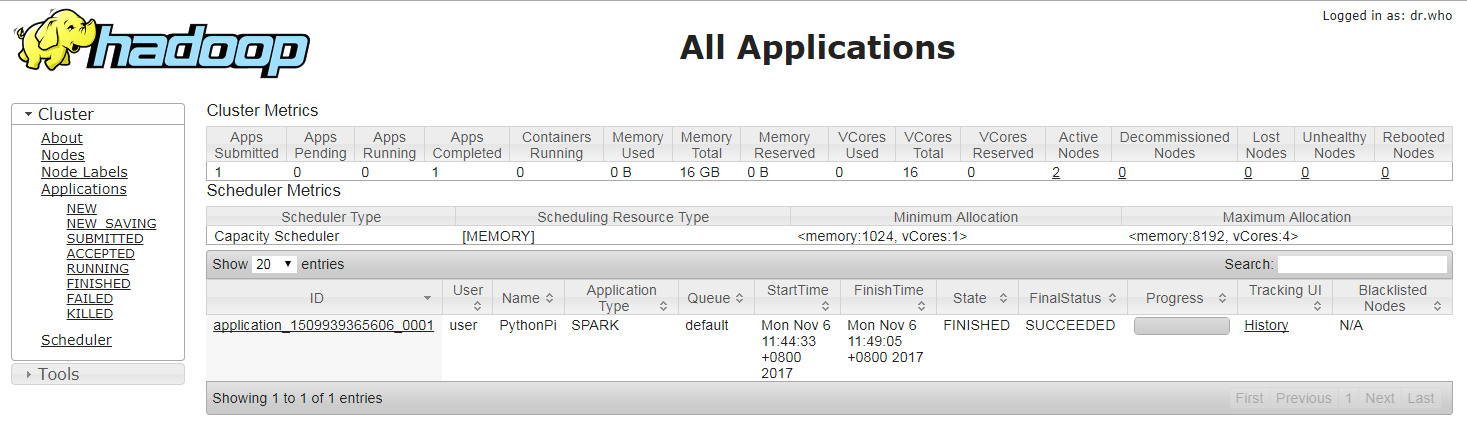 Logged in as: dr.who
hadoop
All Applications
Cluster
About
Nodes
Node Labels
Applications
NEW
NEW_SAVING
SUBMITTED
ACCEPTED
RUNNING
FINISHED
FAILED
KILLED
Scheduler
Tools
Cluster Metrics
Apps Submitted Apps Pending Apps Running Apps Completed Containers Running Memory Used Memory Total Memory Reserved VCores Used VCores Total VCores Reserved Active Nodes Decommissioned Nodes Lost Nodes Unhealthy Nodes Rebooted Nodes
1 0 0 1 0 0 B 16 GB 0 B 0 16 0 2 0 0 0 0
Scheduler Metrics
Scheduler Type Scheduling Resource Type Minimum Allocation Maximum Allocation
Capacity Scheduler [MEMORY] <memory:1024, vCores:1> <memory:8192, vCores:4>
Show 20 entries Search:
ID User Name Application Type Queue StartTime FinishTime State FinalStatus Progress Tracking UI Blacklisted Nodes
application_1509939365606_0001 user PythonPi SPARK default Mon Nov 6 11:44:33 +0800 2017 Mon Nov 6 11:49:05 +0800 2017 FINISHED SUCCEEDED History N/A
Showing 1 to 1 of 1 entries First Previous 1 Next Last